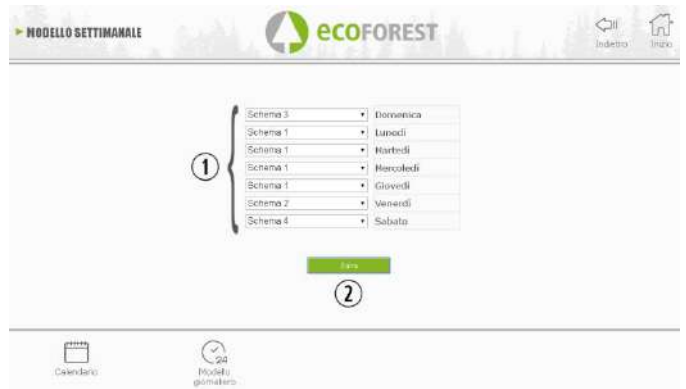 ► MODELLO SETTIMANALE
ecoFOREST
Indietro
Inizio
Schema 3 Domenica
Schema 1 Lunedì
Schema 1 Martedì
1
Schema 1 Mercoledì
Schema 1 Giovedì
Schema 2 Venerdì
Schema 4 Sabato
2
Calendario
24
Modello
giornaliero